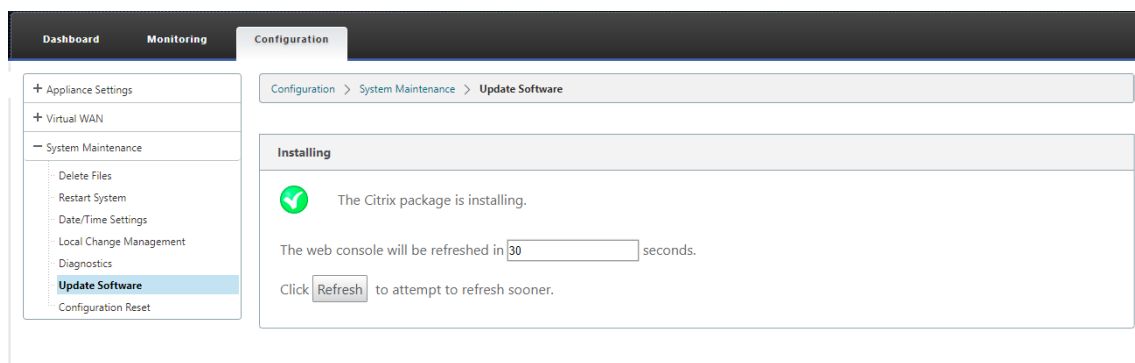 Dashboard Monitoring Configuration
+ Appliance Settings
+ Virtual WAN
− System Maintenance
Delete Files
Restart System
Date/Time Settings
Local Change Management
Diagnostics
Update Software
Configuration Reset
Configuration > System Maintenance > Update Software
Installing
The Citrix package is installing.
The web console will be refreshed in 30 seconds.
Click Refresh to attempt to refresh sooner.